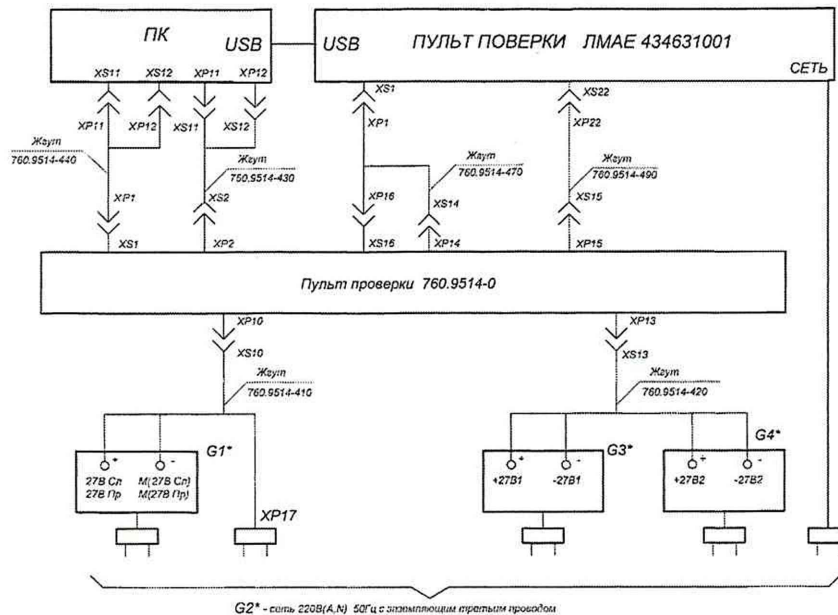 ПК
USB
USB
ПУЛЬТ ПОВЕРКИ ЛМАЕ 434631001
СЕТЬ
XS11
XS12
XP11
XP12
XS1
XS22
XP11
XP12
XS11
XS12
XP1
XP22
Жгут
760.9514-440
Жгут
760.9514-430
Жгут
760.9514-470
Жгут
760.9514-490
XP1
XS2
XP16
XS14
XS15
XS1
XP2
XS16
XP14
XP15
Пульт проверки 760.9514-0
XP10
XS10
XP13
XS13
Жгут
760.9514-410
Жгут
760.9514-420
G1*
+
-
27В Сл
М(27В Сл)
27В Пр
М(27В Пр)
XP17
G3*
+
-
+27В1
-27В1
G4*
+
-
+27В2
-27В2
G2* - сеть 220В(А,N) 50Гц с заземляющим третьим проводом